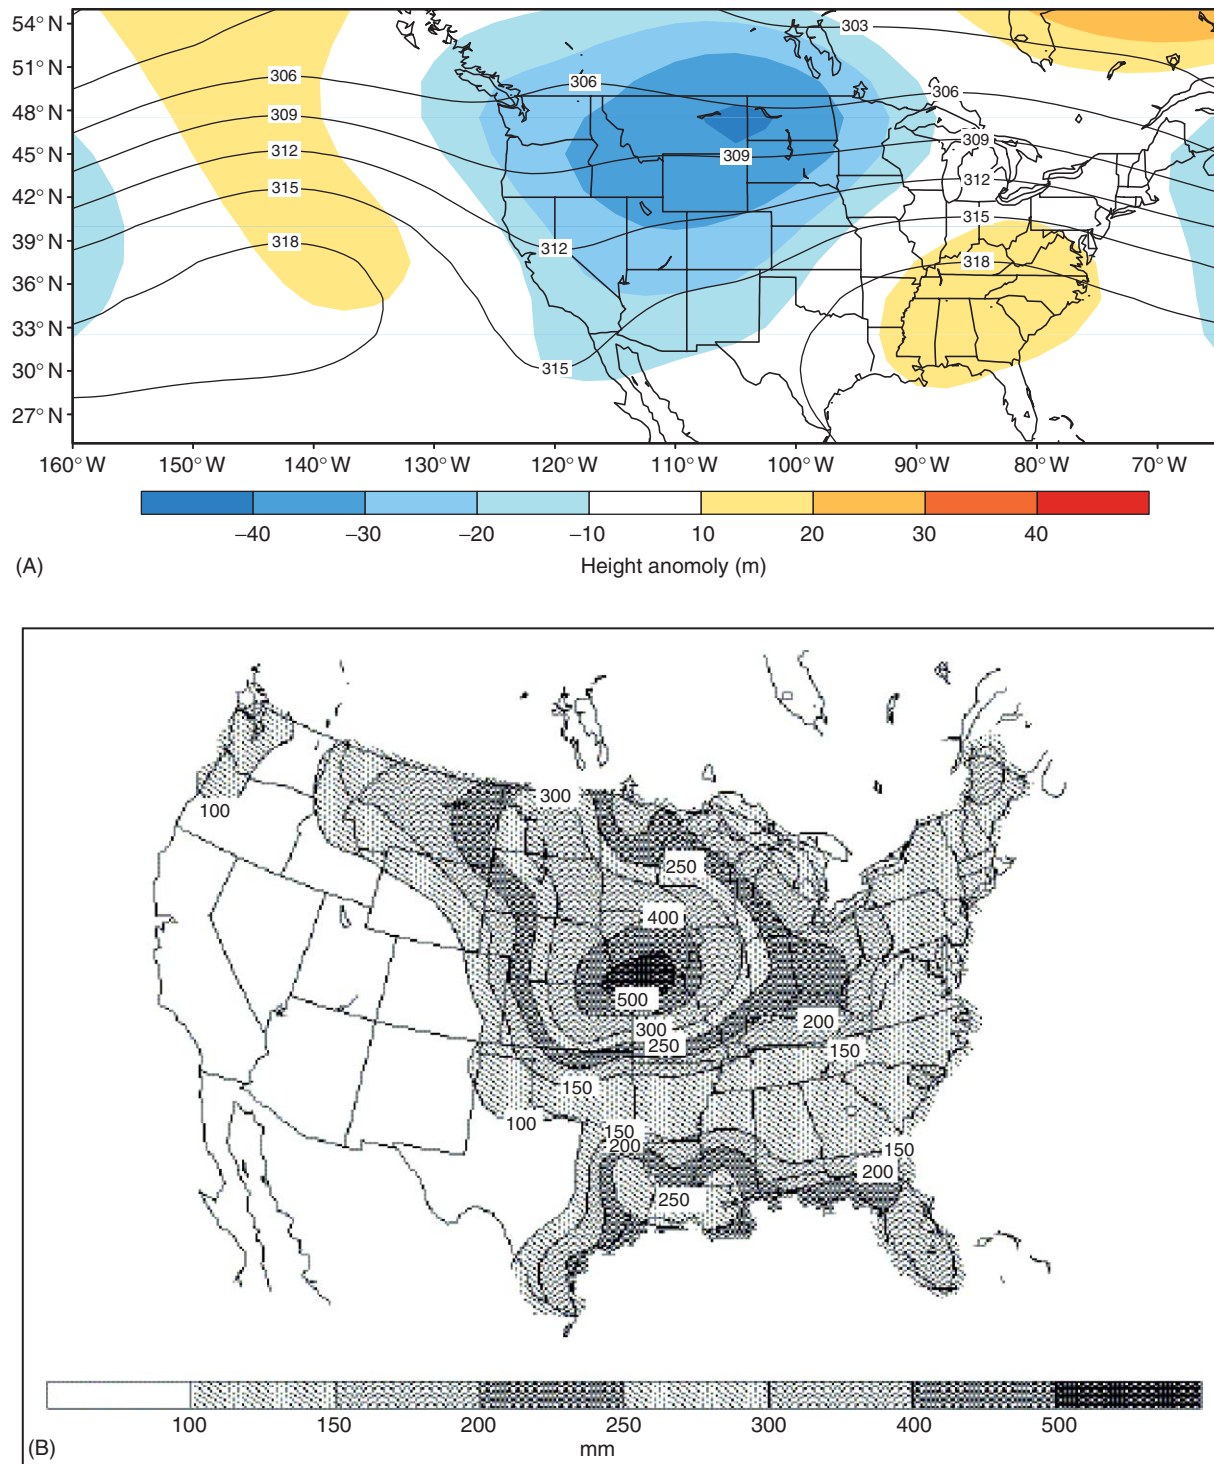 54° N
51° N
48° N
45° N
42° N
39° N
36° N
33° N
30° N
27° N
303
306
306
306
309
309
309
312
312
312
315
315
315
318
318
160°W
150°W
140°W
130°W
120°W
110°W
100°W
90°W
80°W
70°W
–40
–30
–20
–10
10
20
30
40
(A)
Height anomoly (m)
300
100
250
400
500
300
250
200
150
150
100
150
200
150
200
250
100
150
200
250
300
400
500
mm
(B)